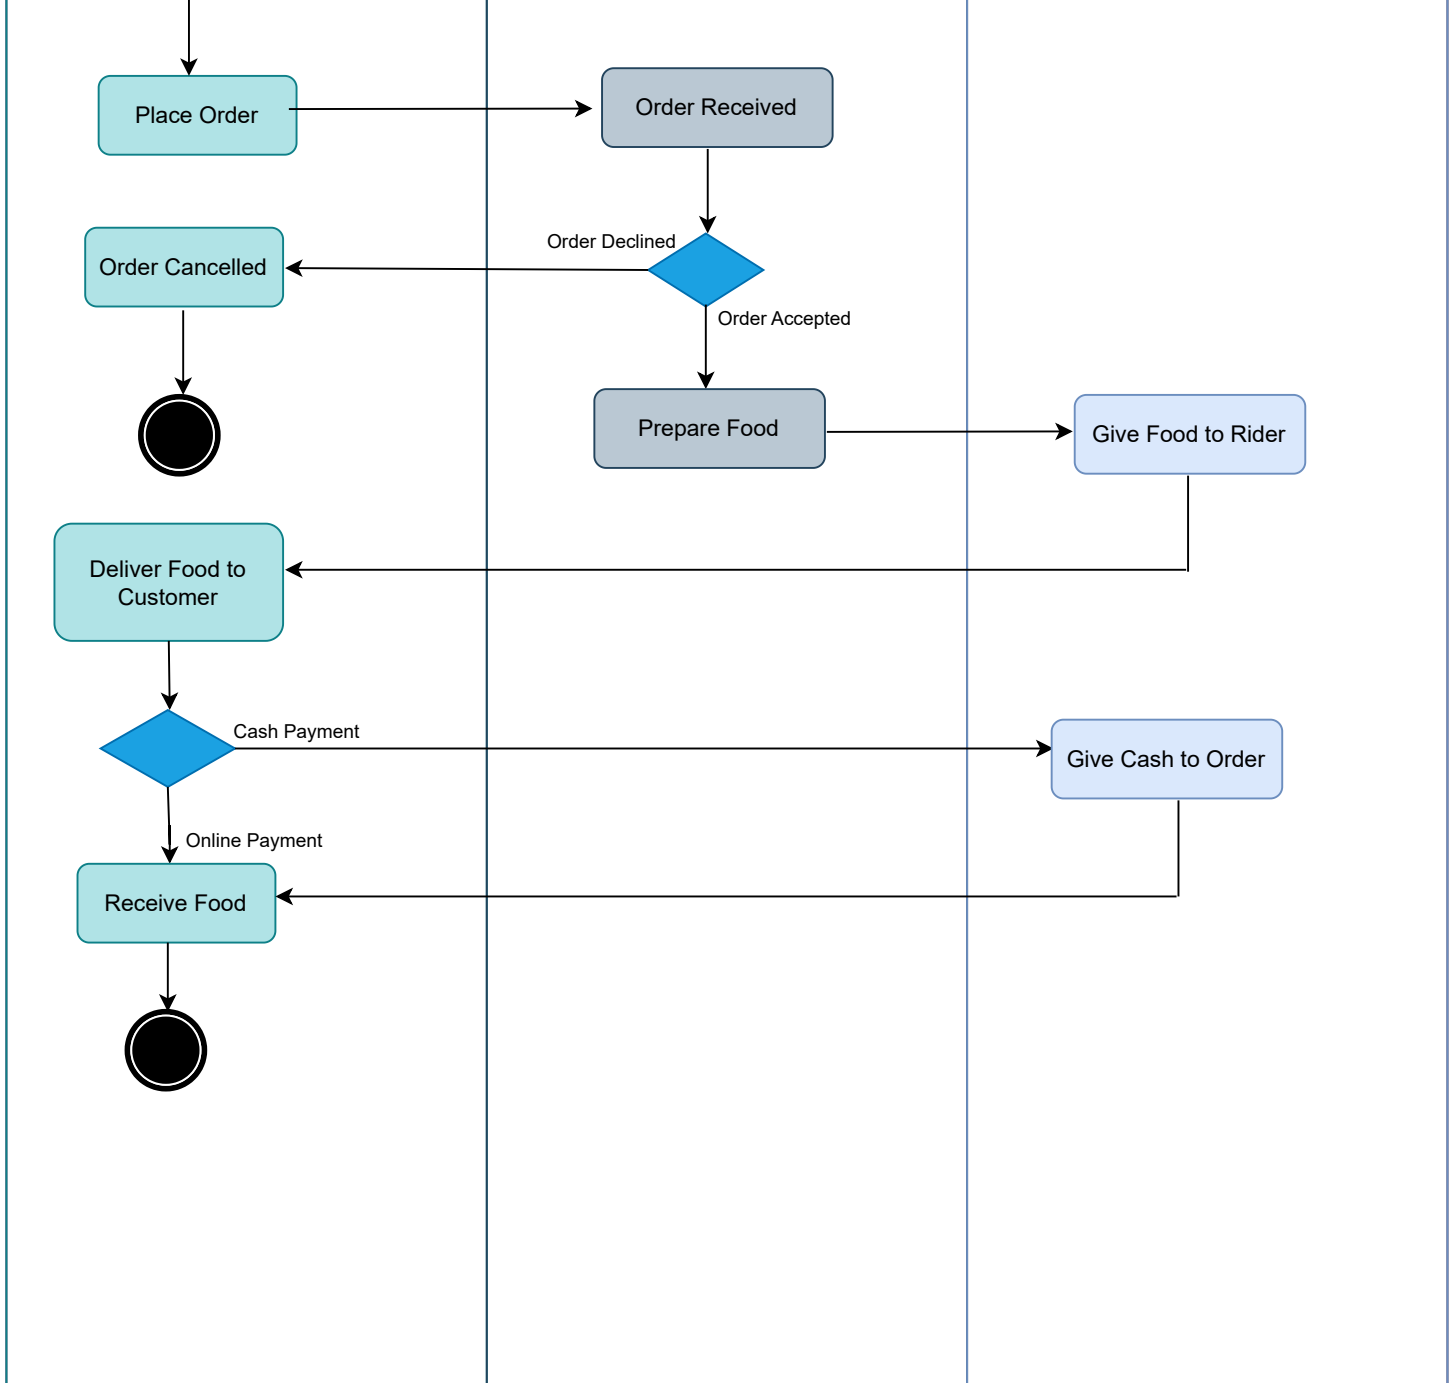 Place Order
Order Received
Order Declined
Order Cancelled
Order Accepted
Prepare Food
Give Food to Rider
Deliver Food to
Customer
Cash Payment
Give Cash to Order
Online Payment
Receive Food